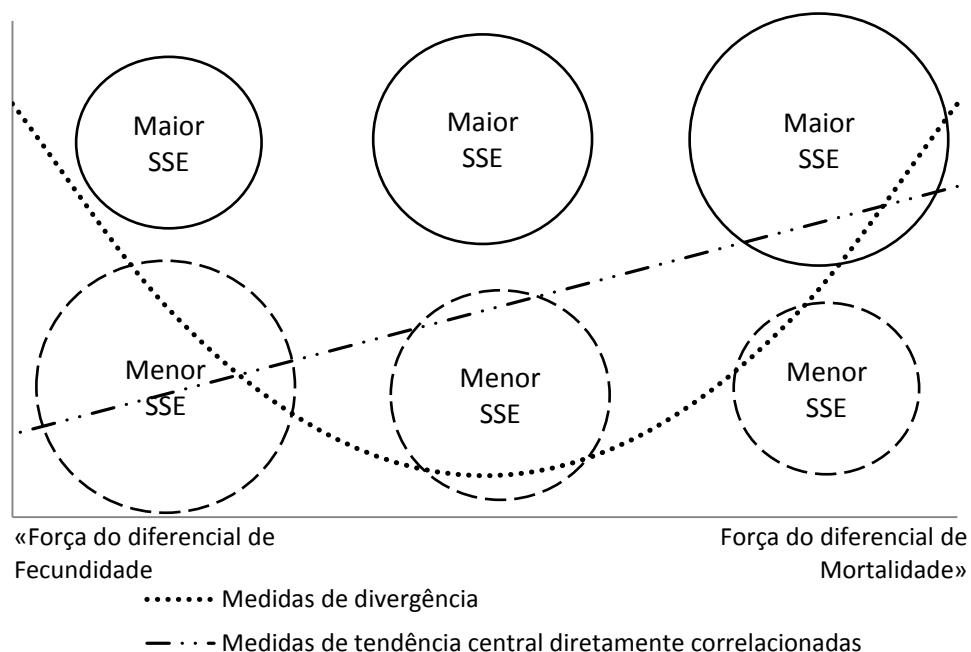 Maior
SSE
Maior
SSE
Maior
SSE
Menor
SSE
Menor
SSE
Menor
SSE
«Força do diferencial de
Fecundidade
Força do diferencial de
Mortalidade»
Medidas de divergência
Medidas de tendência central diretamente correlacionadas